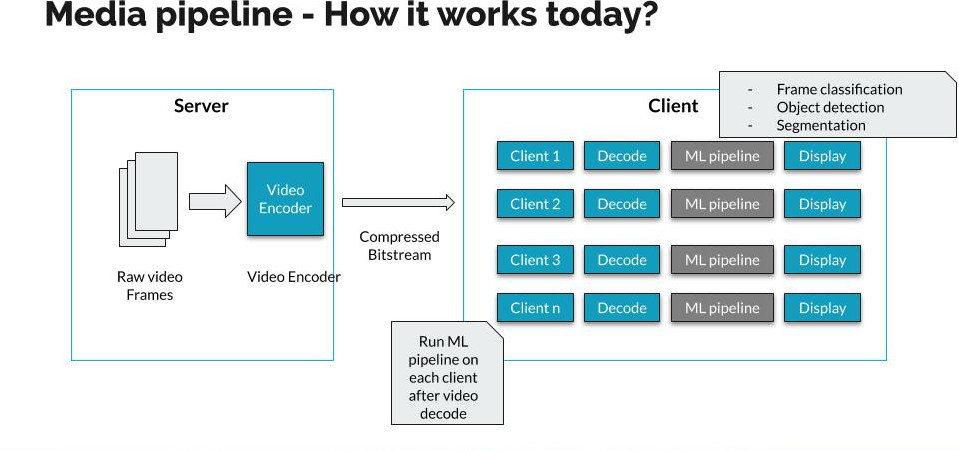 Media pipeline - How it works today?
Server
Video
Encoder
Raw video
Frames
Video Encoder
Compressed
Bitstream
Client
- Frame classification
- Object detection
- Segmentation
Client 1 Decode ML pipeline Display
Client 2 Decode ML pipeline Display
Client 3 Decode ML pipeline Display
Client n Decode ML pipeline Display
Run ML
pipeline on
each client
after video
decode